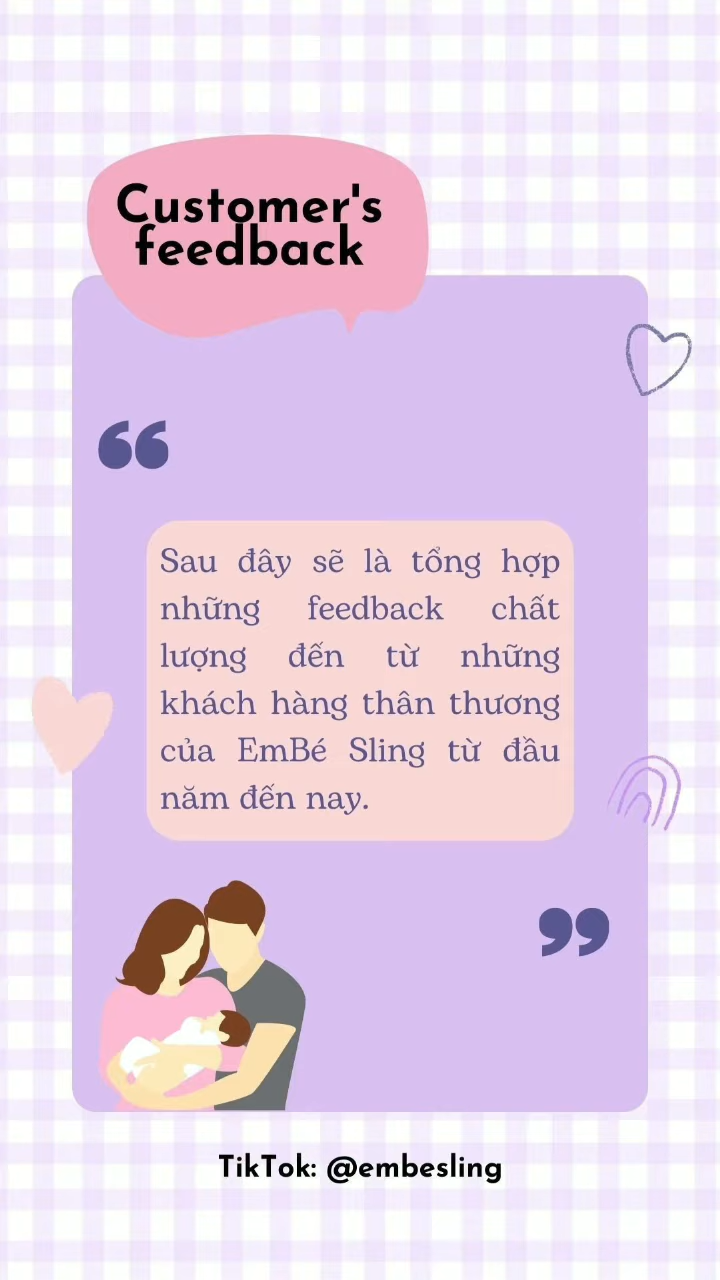 Customer's
feedback
Sau đây sẽ là tổng hợp
những feedback chất
lượng đến từ những
khách hàng thân thương
của EmBé Sling từ đầu
năm đến nay.
TikTok: @embesling